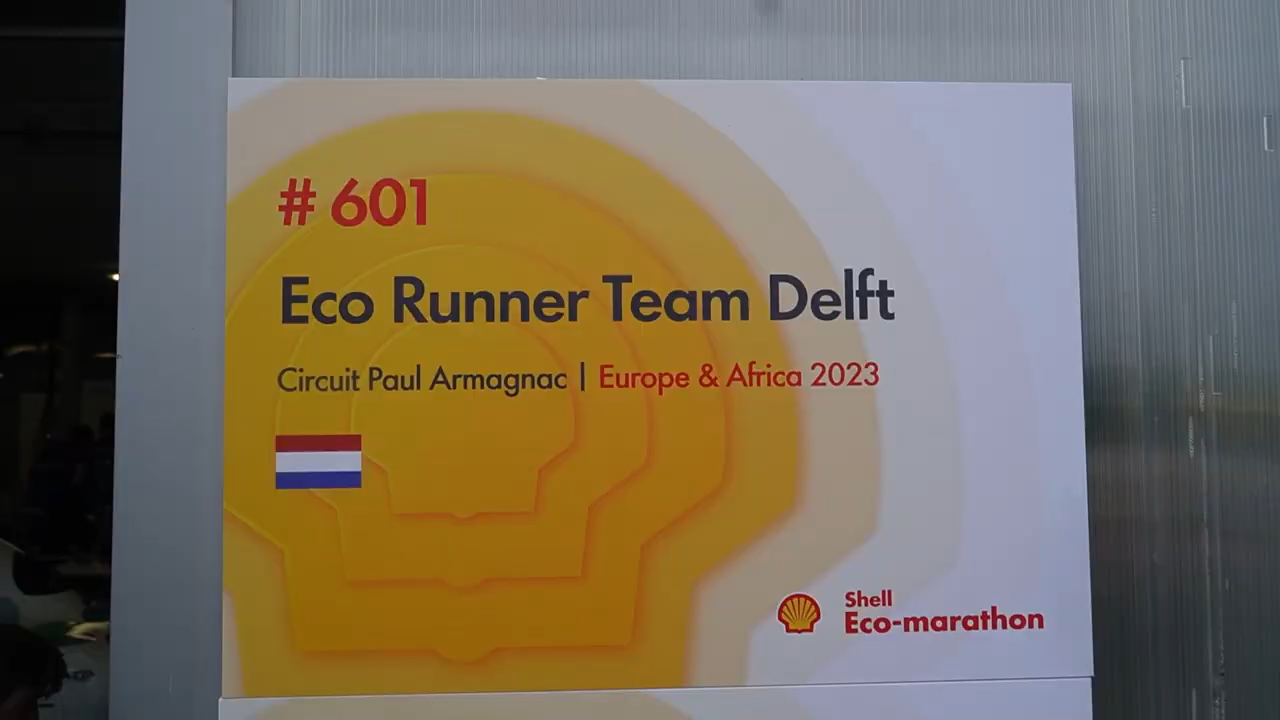 # 601
Eco Runner Team Delft
Circuit Paul Armagnac | Europe & Africa 2023
Shell
Eco-marathon